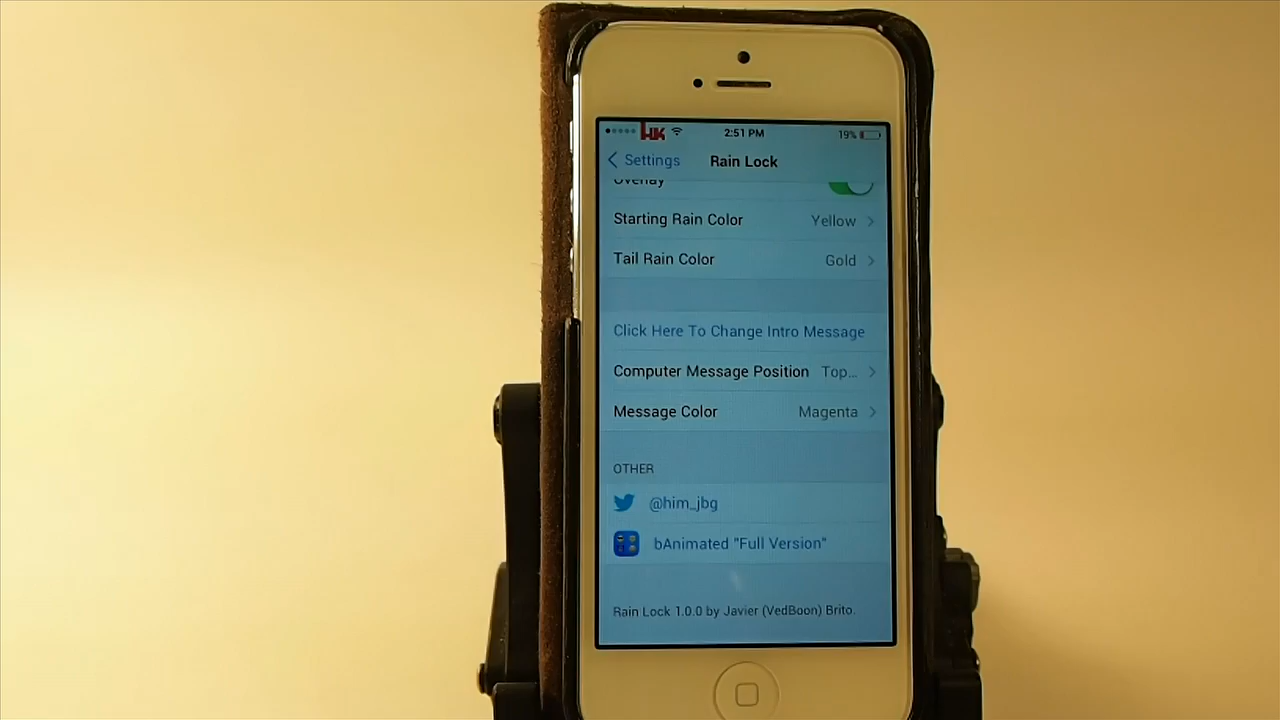 HK 2:51 PM 19%
Settings Rain Lock
Overlay
Starting Rain Color Yellow
Tail Rain Color Gold
Click Here To Change Intro Message
Computer Message Position Top...
Message Color Magenta
OTHER
@him_jbg
bAnimated "Full Version"
Rain Lock 1.0.0 by Javier (VedBoon) Brito.